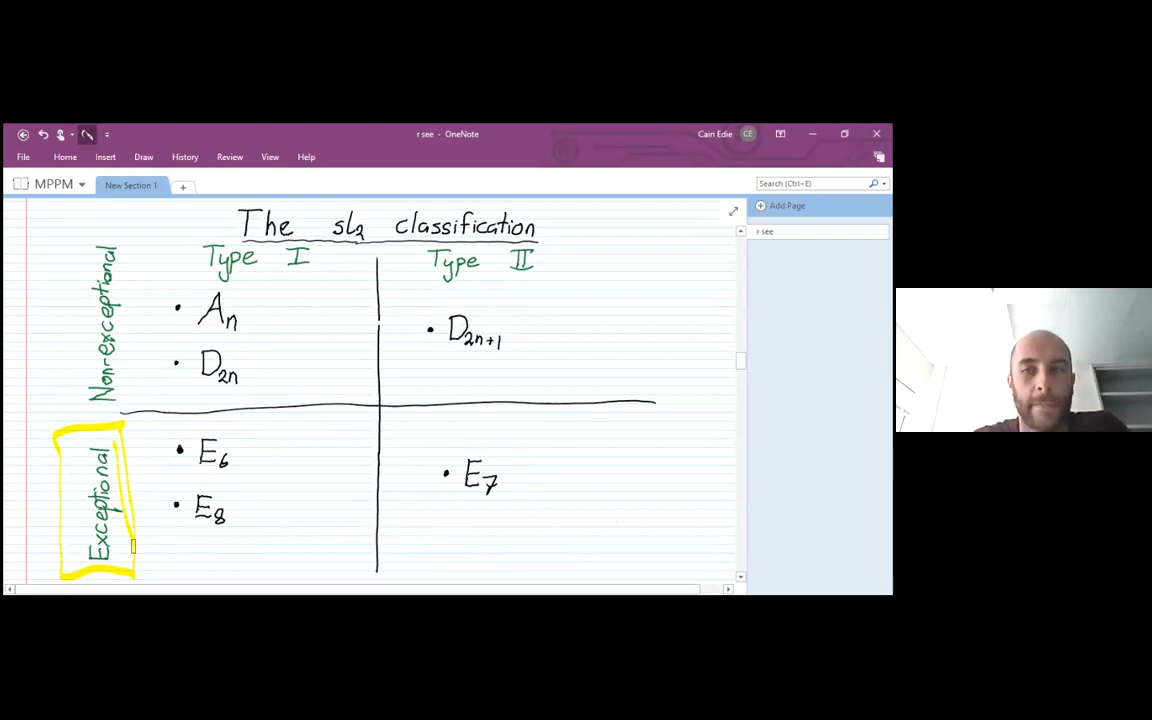 r see - OneNote
Cain Edie CE
File Home Insert Draw History Review View Help
MPPM New Section 1
Search (Ctrl+E)
Add Page
r see
The sl₂ classification
Type I Type II
Non-exceptional
• Aₙ
• D₂ₙ
• D₂ₙ₊₁
Exceptional
• E₆
• E₈
• E₇